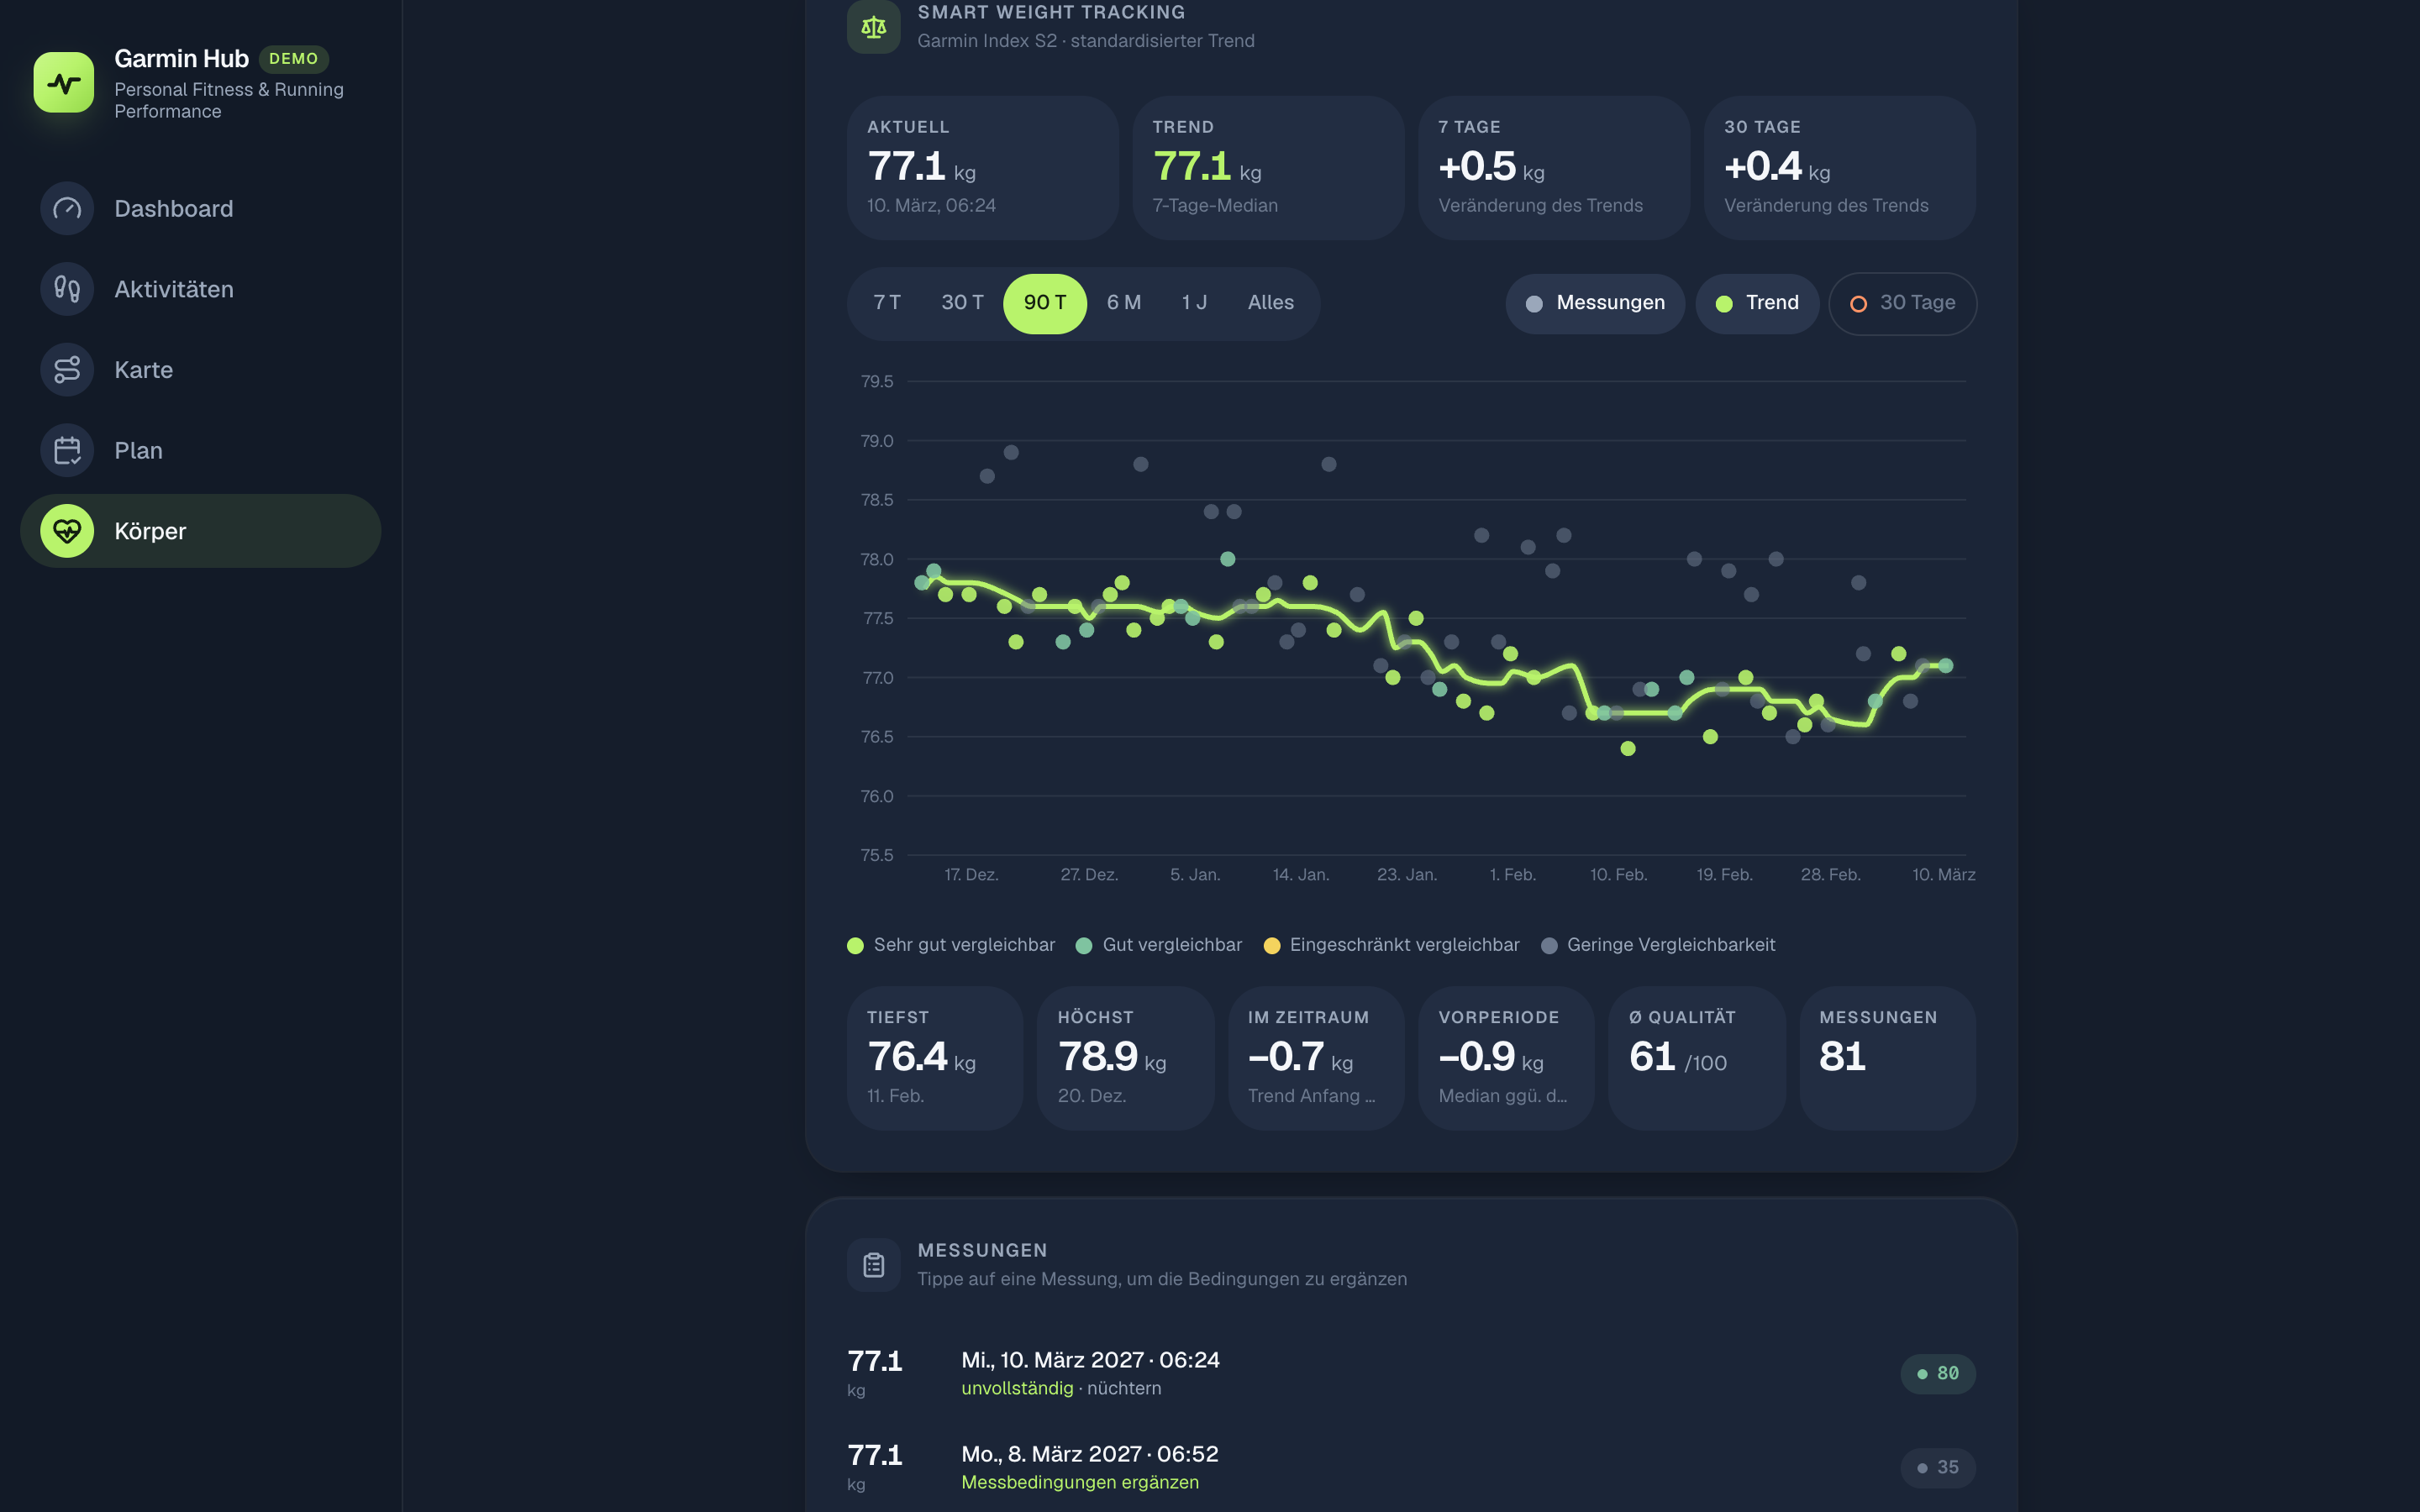 Garmin Hub DEMO
Personal Fitness & Running
Performance
Dashboard
Aktivitäten
Karte
Plan
Körper
SMART WEIGHT TRACKING
Garmin Index S2 · standardisierter Trend
AKTUELL
77.1 kg
10. März, 06:24
TREND
77.1 kg
7-Tage-Median
7 TAGE
+0.5 kg
Veränderung des Trends
30 TAGE
+0.4 kg
Veränderung des Trends
7 T 30 T 90 T 6 M 1 J Alles
Messungen Trend 30 Tage
79.5
79.0
78.5
78.0
77.5
77.0
76.5
76.0
75.5
17. Dez. 27. Dez. 5. Jan. 14. Jan. 23. Jan. 1. Feb. 10. Feb. 19. Feb. 28. Feb. 10. März
Sehr gut vergleichbar Gut vergleichbar Eingeschränkt vergleichbar Geringe Vergleichbarkeit
TIEFST
76.4 kg
11. Feb.
HÖCHST
78.9 kg
20. Dez.
IM ZEITRAUM
−0.7 kg
Trend Anfang ...
VORPERIODE
−0.9 kg
Median ggü. d...
Ø QUALITÄT
61 /100
MESSUNGEN
81
MESSUNGEN
Tippe auf eine Messung, um die Bedingungen zu ergänzen
77.1
kg
Mi., 10. März 2027 · 06:24
unvollständig · nüchtern
80
77.1
kg
Mo., 8. März 2027 · 06:52
Messbedingungen ergänzen
35